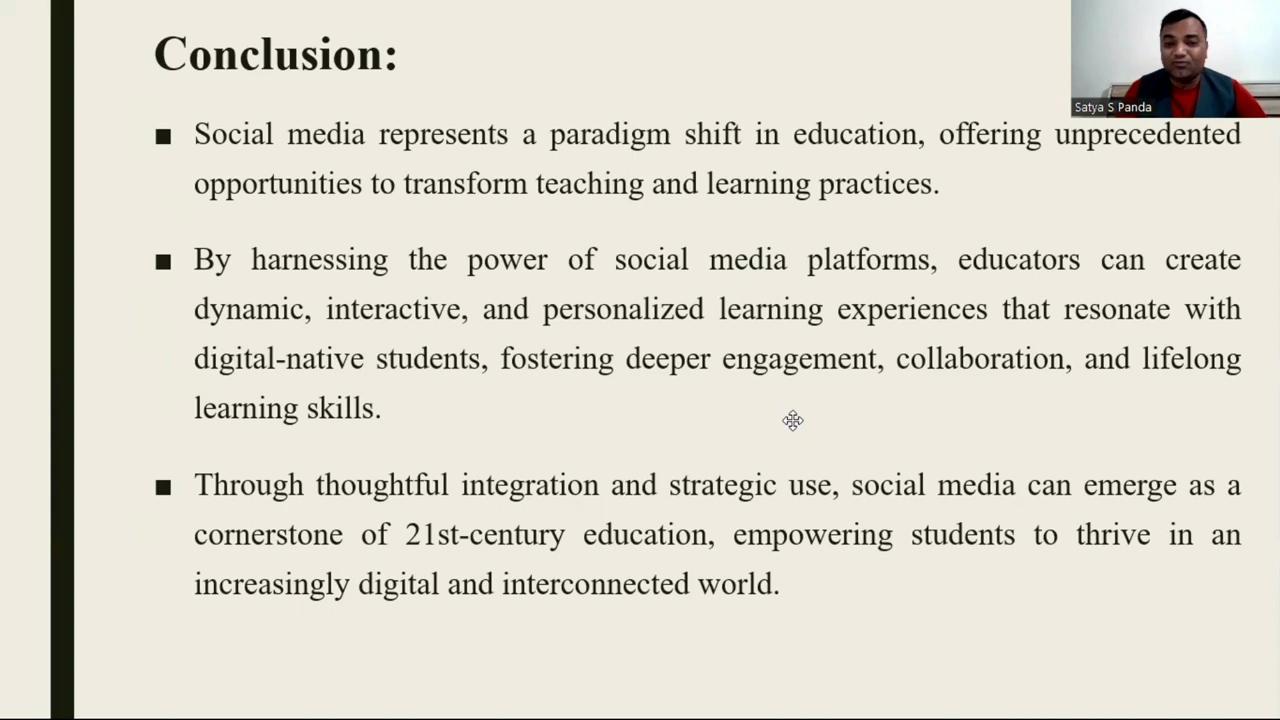 Conclusion:
Satya S Panda
■ Social media represents a paradigm shift in education, offering unprecedented
opportunities to transform teaching and learning practices.
■ By harnessing the power of social media platforms, educators can create
dynamic, interactive, and personalized learning experiences that resonate with
digital-native students, fostering deeper engagement, collaboration, and lifelong
learning skills.
■ Through thoughtful integration and strategic use, social media can emerge as a
cornerstone of 21st-century education, empowering students to thrive in an
increasingly digital and interconnected world.